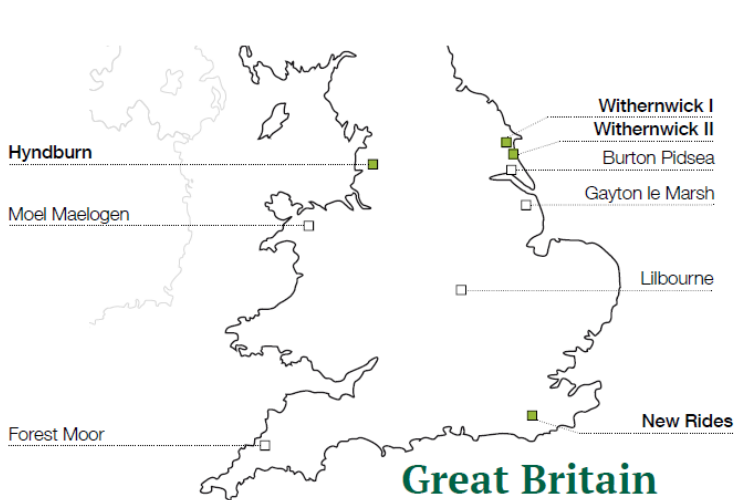 Withernwick I
Withernwick II
Hyndburn
Burton Pidsea
Gayton le Marsh
Moel Maelogen
Lilbourne
New Rides
Forest Moor
Great Britain